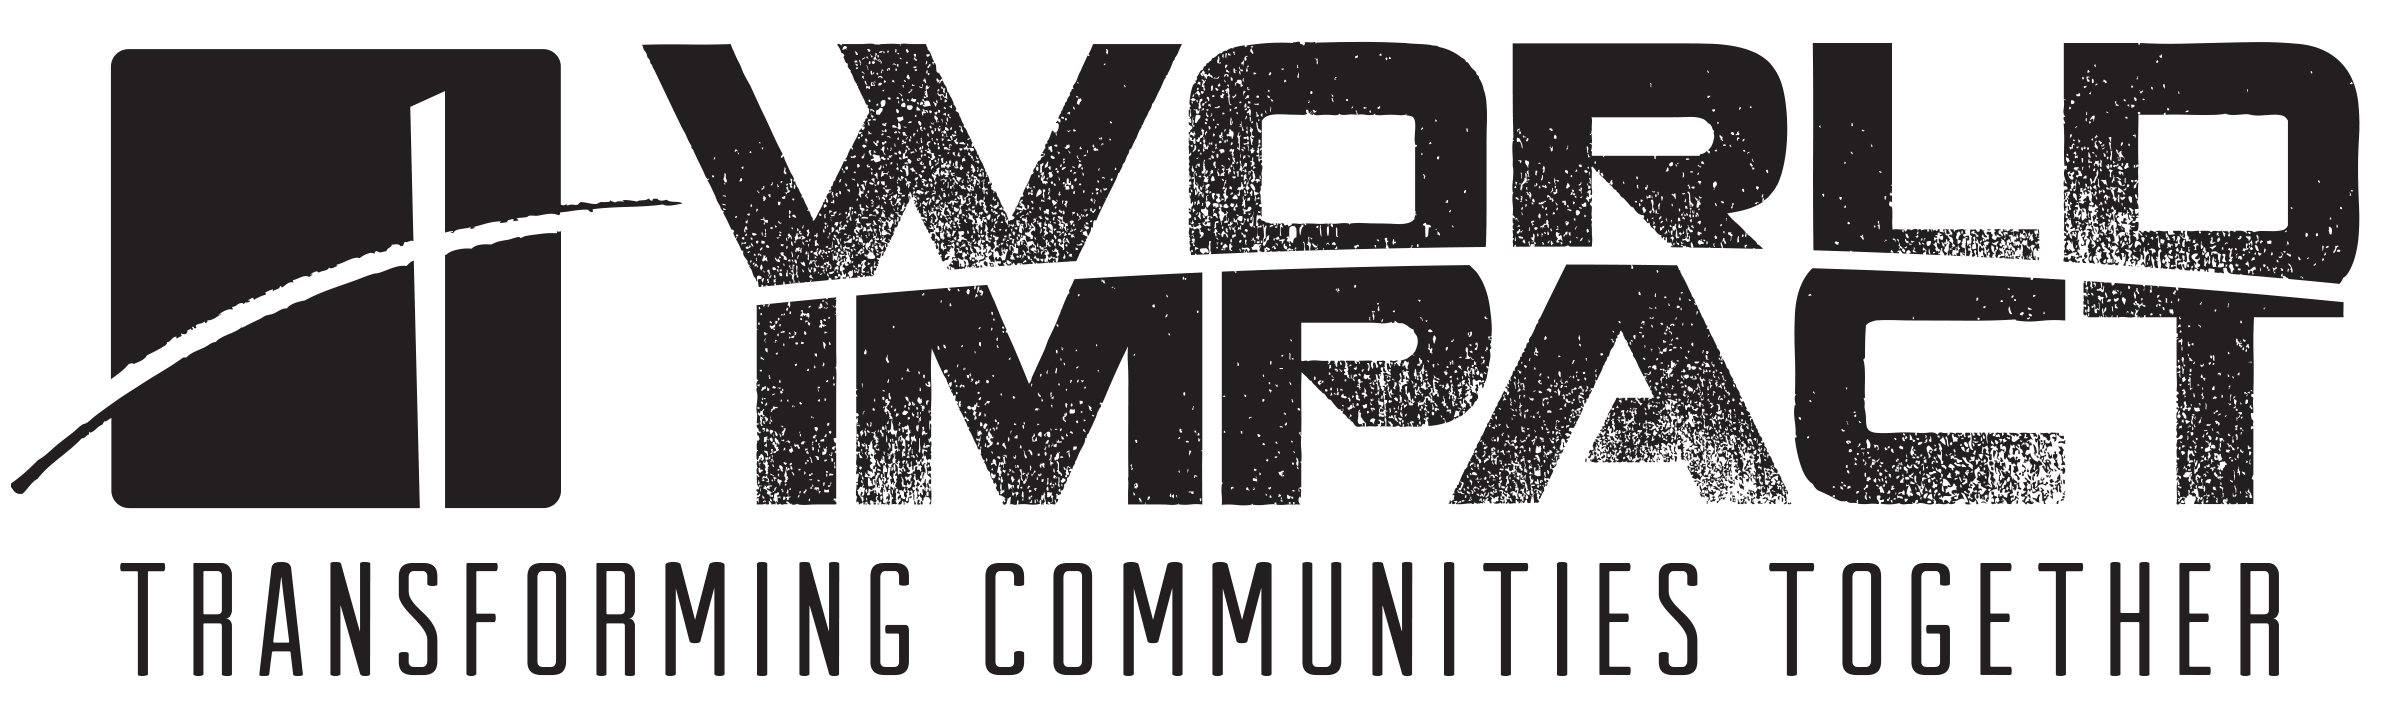 WORLD
IMPACT
TRANSFORMING COMMUNITIES TOGETHER